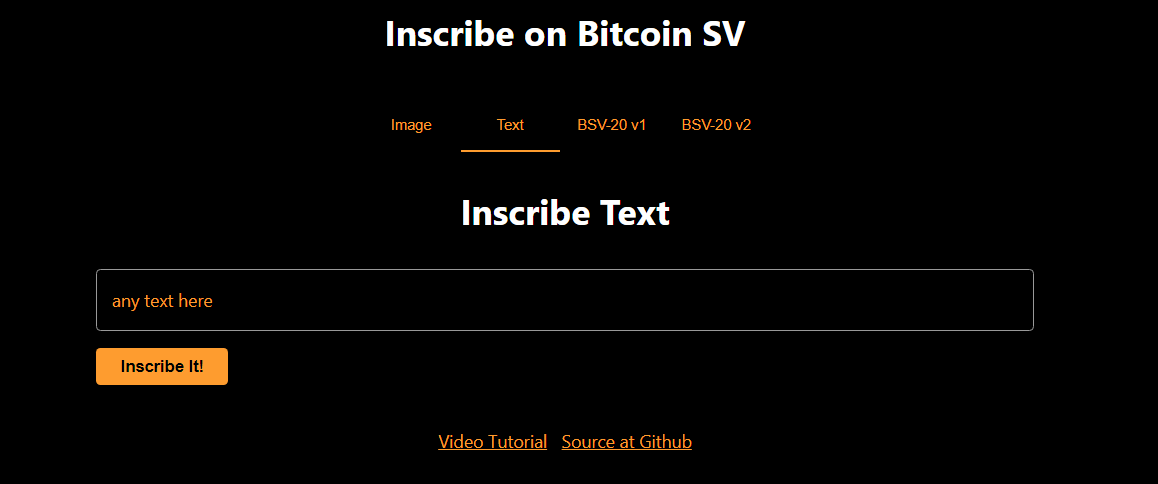 Inscribe on Bitcoin SV
Image Text BSV-20 v1 BSV-20 v2
Inscribe Text
any text here
Inscribe It!
Video Tutorial Source at Github